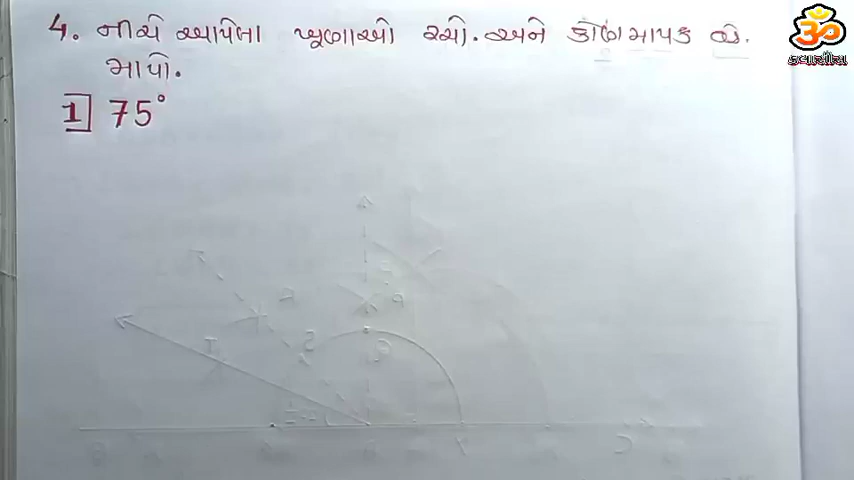 4. નીચે આપેલા ખૂણાઓ રચો. અને કોણમાપક વડે
માપો.
1 75°
ૐ
ક્લાસીસ